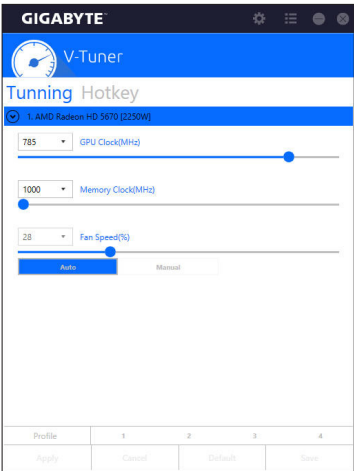 GIGABYTE™
V-Tuner
Tunning Hotkey
1. AMD Radeon HD 5670 [2250W]
785 GPU Clock(MHz)
1000 Memory Clock(MHz)
28 Fan Speed(%)
Auto Manual
Profile 1 2 3 4
Apply Cancel Default Save